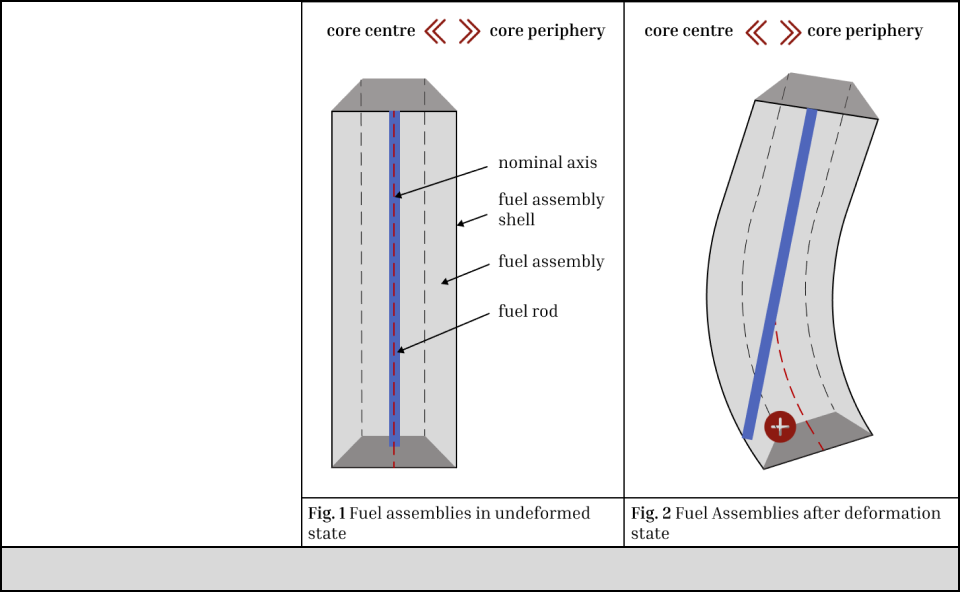 core centre core periphery
nominal axis
fuel assembly
shell
fuel assembly
fuel rod
Fig. 1 Fuel assemblies in undeformed
state
core centre core periphery
Fig. 2 Fuel Assemblies after deformation
state